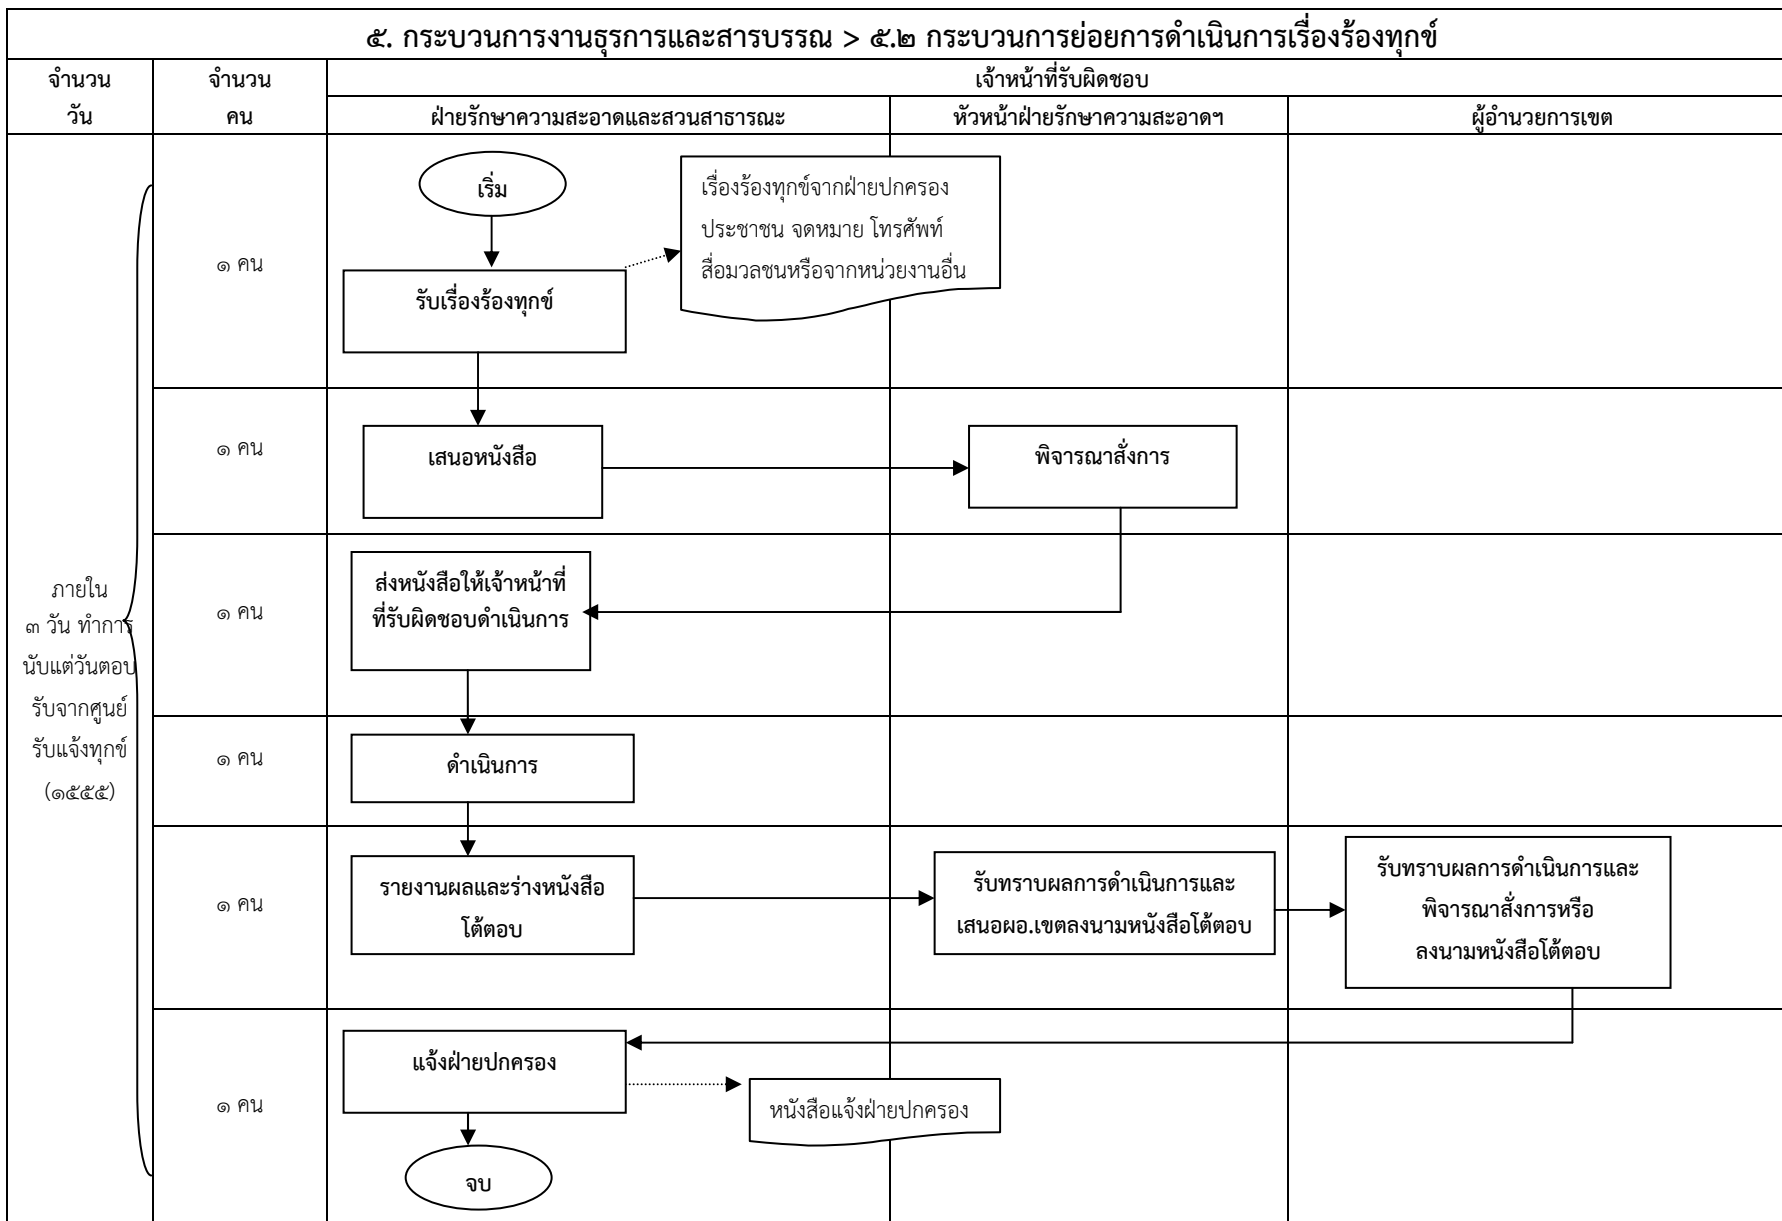 ๕. กระบวนการงานธุรการและสารบรรณ > ๕.๒ กระบวนการย่อยการดำเนินการเรื่องร้องทุกข์
จำนวน
วัน
จำนวน
คน
เจ้าหน้าที่รับผิดชอบ
ฝ่ายรักษาความสะอาดและสวนสาธารณะ
หัวหน้าฝ่ายรักษาความสะอาดฯ
ผู้อำนวยการเขต
ภายใน
๓ วัน ทำการ
นับแต่วันตอบ
รับจากศูนย์
รับแจ้งทุกข์
(๑๕๕๕)
๑ คน
เริ่ม
เรื่องร้องทุกข์จากฝ่ายปกครอง
ประชาชน จดหมาย โทรศัพท์
สื่อมวลชนหรือจากหน่วยงานอื่น
รับเรื่องร้องทุกข์
๑ คน
เสนอหนังสือ
พิจารณาสั่งการ
๑ คน
ส่งหนังสือให้เจ้าหน้าที่
ที่รับผิดชอบดำเนินการ
๑ คน
ดำเนินการ
๑ คน
รายงานผลและร่างหนังสือ
โต้ตอบ
รับทราบผลการดำเนินการและ
เสนอผอ.เขตลงนามหนังสือโต้ตอบ
รับทราบผลการดำเนินการและ
พิจารณาสั่งการหรือ
ลงนามหนังสือโต้ตอบ
๑ คน
แจ้งฝ่ายปกครอง
หนังสือแจ้งฝ่ายปกครอง
จบ